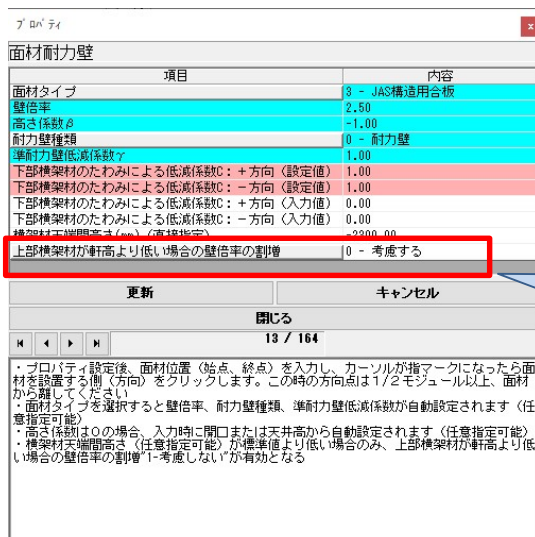 プロパティ
x
面材耐力壁
項目 内容
面材タイプ 3 - JAS構造用合板
壁倍率 2.50
高さ係数β -1.00
耐力壁種類 0 - 耐力壁
準耐力壁低減係数γ 1.00
下部横架材のたわみによる低減係数C：＋方向（設定値） 1.00
下部横架材のたわみによる低減係数C：－方向（設定値） 1.00
下部横架材のたわみによる低減係数C：＋方向（入力値） 0.00
下部横架材のたわみによる低減係数C：－方向（入力値） 0.00
横架材天端間高さ(mm)（直接指定） -2300.00
上部横架材が軒高より低い場合の壁倍率の割増 0 - 考慮する
更新 キャンセル
閉じる
13 / 164
・プロパティ設定後、面材位置（始点、終点）を入力し、カーソルが指マークになったら面
材を設置する側（方向）をクリックします。この時の方向点は1/2モジュール以上、面材
から離してください
・面材タイプを選択すると壁倍率、耐力壁種類、準耐力壁低減係数が自動設定されます（任
意指定可能）
・高さ係数は0の場合、入力時に開口または天井高から自動設定されます（任意指定可能）
・横架材天端間高さ（任意指定可能）が標準値より低い場合のみ、上部横架材が軒高より低
い場合の壁倍率の割増"1-考慮しない"が有効となる